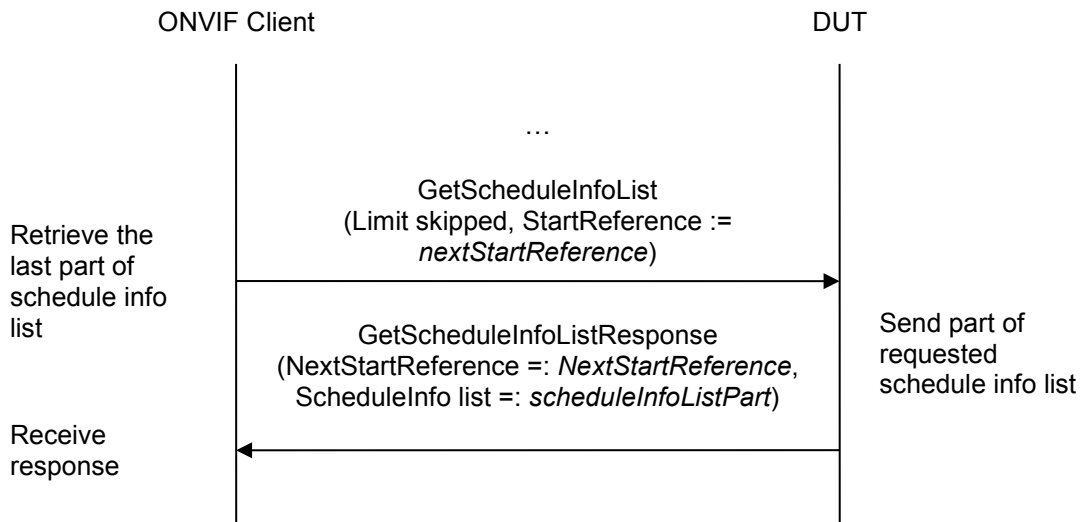 ONVIF Client
DUT
…
GetScheduleInfoList
(Limit skipped, StartReference :=
nextStartReference)
Retrieve the
last part of
schedule info
list
GetScheduleInfoListResponse
(NextStartReference =: NextStartReference,
ScheduleInfo list =: scheduleInfoListPart)
Send part of
requested
schedule info list
Receive
response